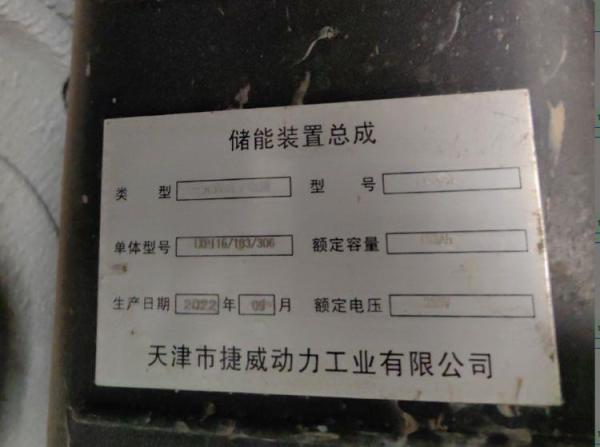 储能装置总成
类 型 型 号
单体型号 额定容量
生产日期 2022 年 09 月 额定电压
天津市捷威动力工业有限公司